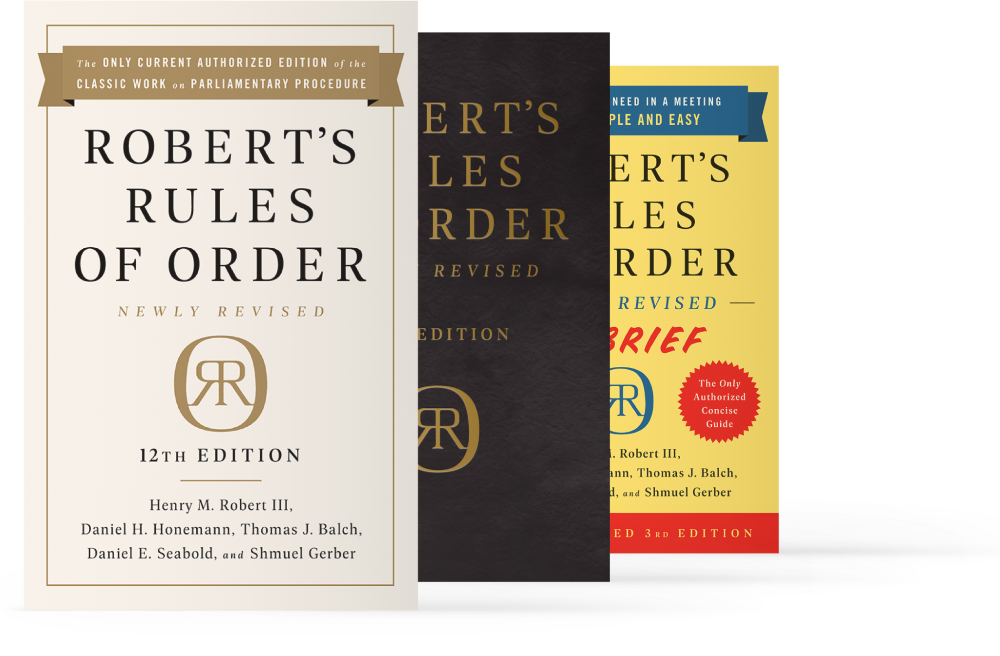 The ONLY CURRENT AUTHORIZED EDITION of the
CLASSIC WORK on PARLIAMENTARY PROCEDURE
ROBERT'S
RULES
OF ORDER
NEWLY REVISED
RR
12TH EDITION
Henry M. Robert III,
Daniel H. Honemann, Thomas J. Balch,
Daniel E. Seabold, and Shmuel Gerber
ERT'S
LES
RDER
REVISED
EDITION
RR
NEED IN A MEETING
PLE AND EASY
ERT'S
LES
RDER
REVISED
BRIEF
RR
The Only
Authorized
Concise
Guide
. Robert III,
ann, Thomas J. Balch,
d, and Shmuel Gerber
ED 3RD EDITION